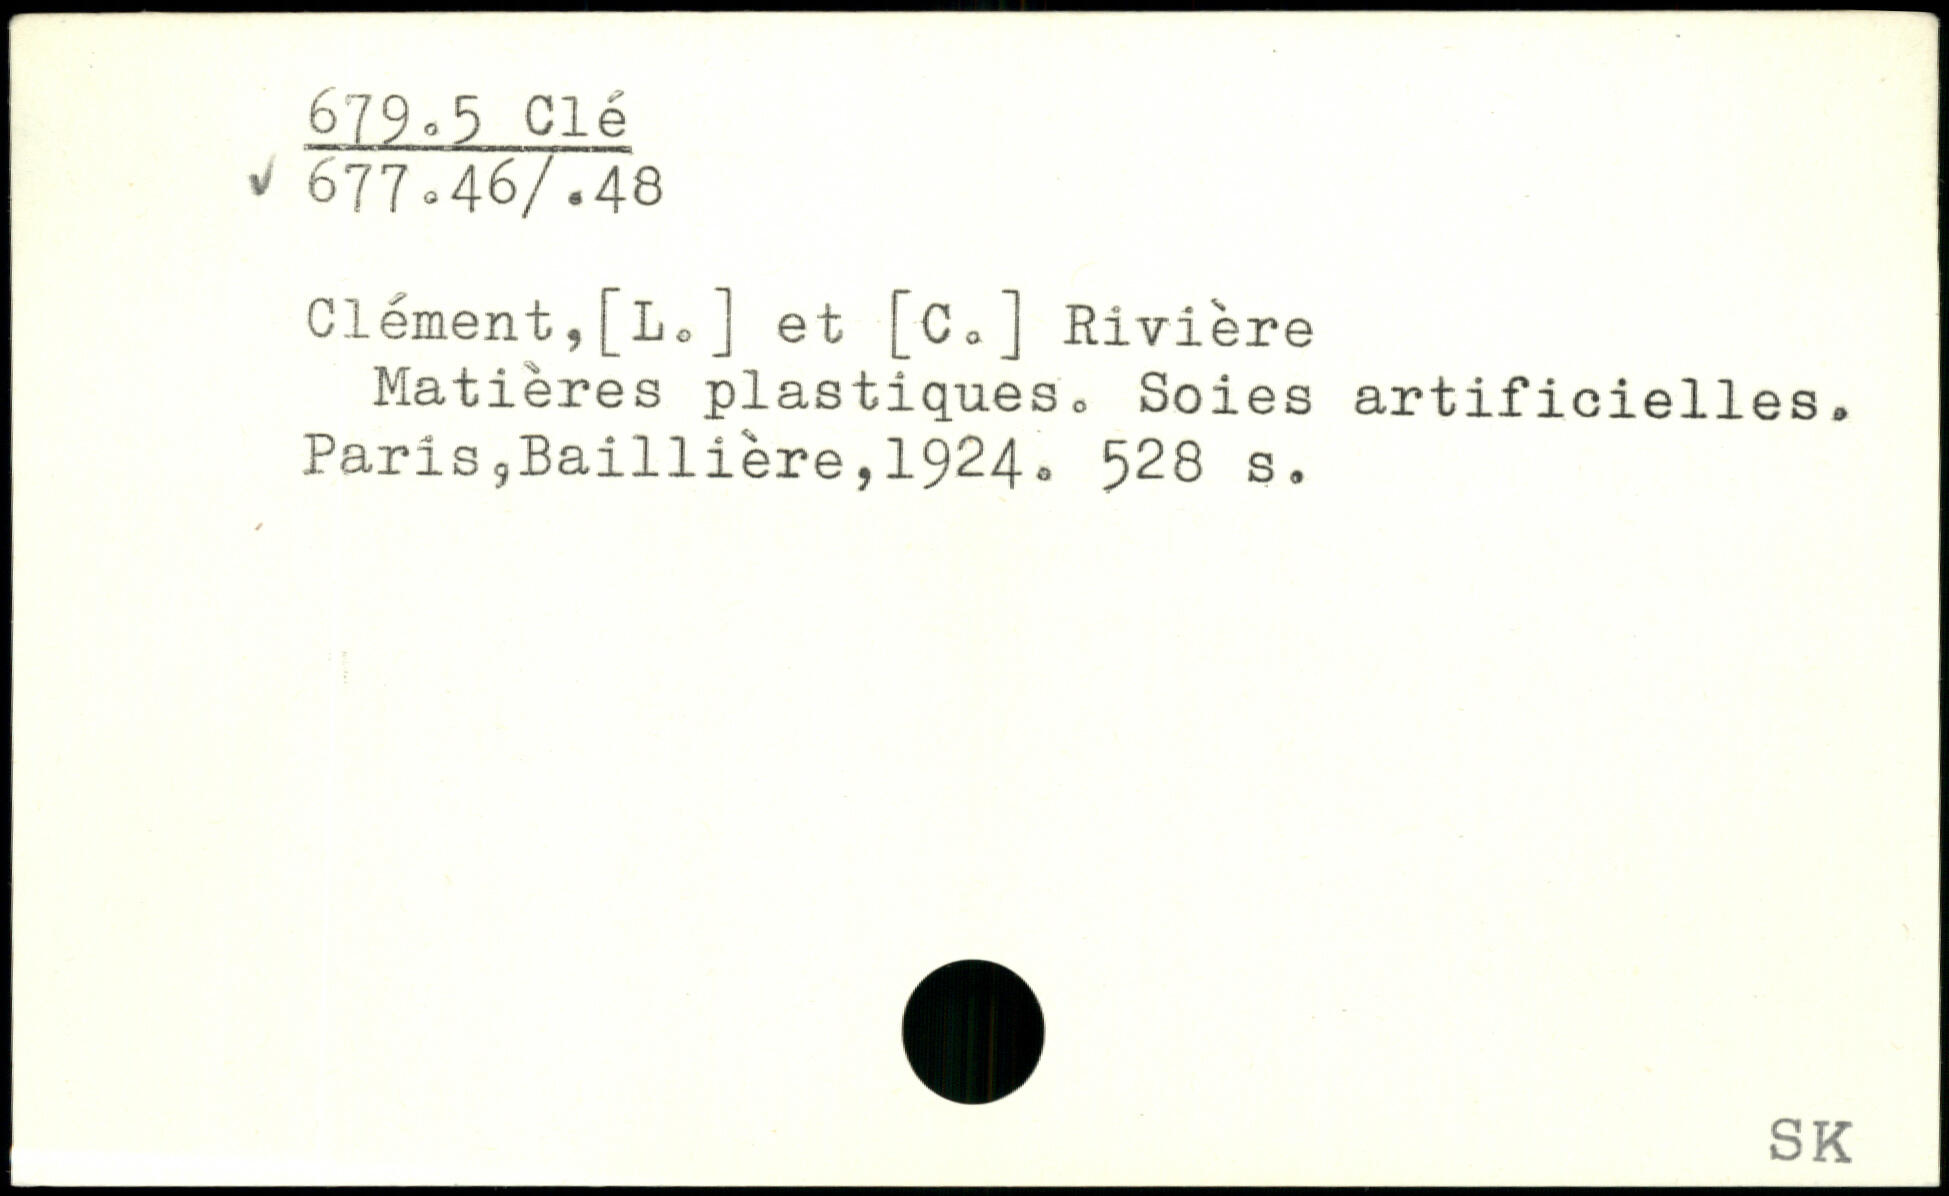 679.5 Clé
✓ 677.46/.48
Clément,[L.] et [C.] Rivière
Matières plastiques. Soies artificielles.
Paris,Baillière,1924. 528 s.
SK